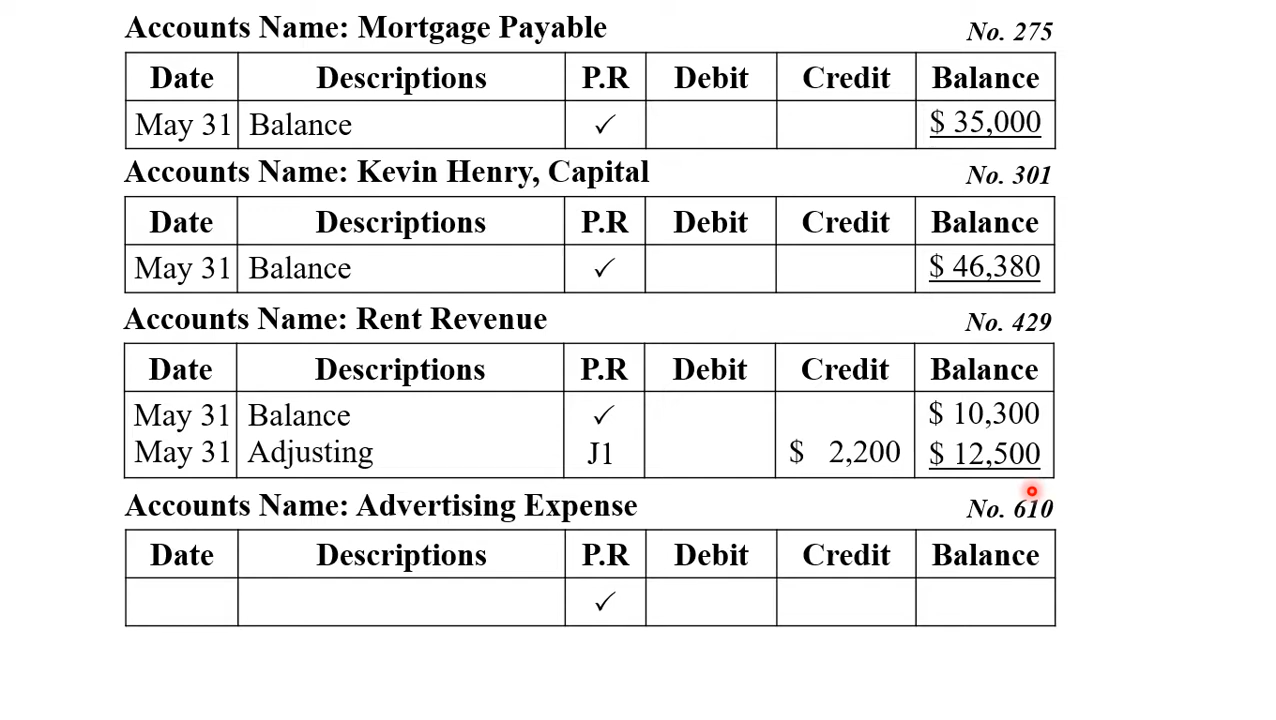 Accounts Name: Mortgage Payable No. 275
Date Descriptions P.R Debit Credit Balance
May 31 Balance ✓ $ 35,000
Accounts Name: Kevin Henry, Capital No. 301
Date Descriptions P.R Debit Credit Balance
May 31 Balance ✓ $ 46,380
Accounts Name: Rent Revenue No. 429
Date Descriptions P.R Debit Credit Balance
May 31 Balance ✓ $ 10,300
May 31 Adjusting J1 $ 2,200 $ 12,500
Accounts Name: Advertising Expense No. 610
Date Descriptions P.R Debit Credit Balance
✓